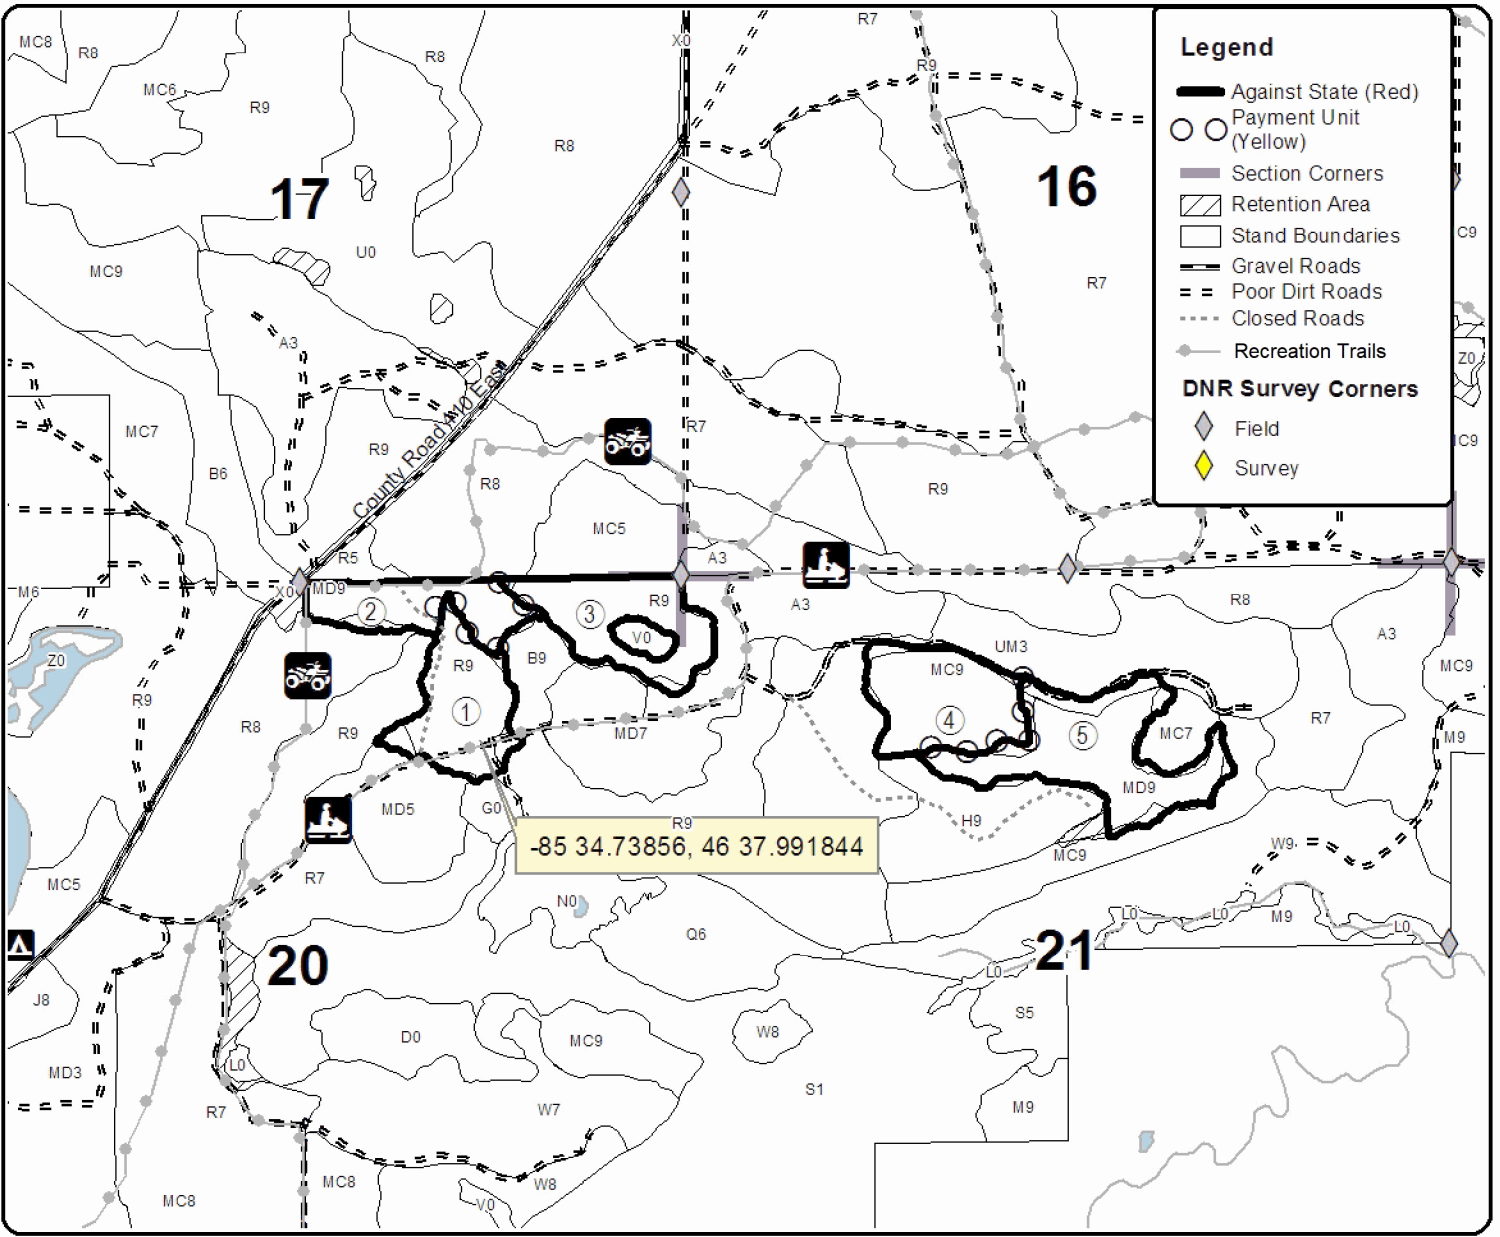 MC8
R8
MC6
R9
R8
R8
X0
R7
R9
17
16
U0
MC9
R7
C9
A3
Z0
County Road 410 East
MC7
R9
B6
R8
R7
R9
C9
MC5
R5
A3
X0
MD9
M6
2
3
R9
V0
A3
R8
A3
Z0
R9
B9
UM3
MC9
MC9
R9
R8
R9
1
MD7
4
5
MC7
R7
M9
MD5
G0
MD9
H9
MC9
W9
R9
-85 34.73856, 46 37.991844
MC5
R7
N0
Q6
L0
L0
M9
L0
20
21
L0
J8
D0
MC9
W8
S5
MD3
L0
R7
W7
S1
M9
MC8
MC8
W8
V0
Legend
Against State (Red)
Payment Unit
(Yellow)
Section Corners
Retention Area
Stand Boundaries
Gravel Roads
Poor Dirt Roads
Closed Roads
Recreation Trails
DNR Survey Corners
Field
Survey